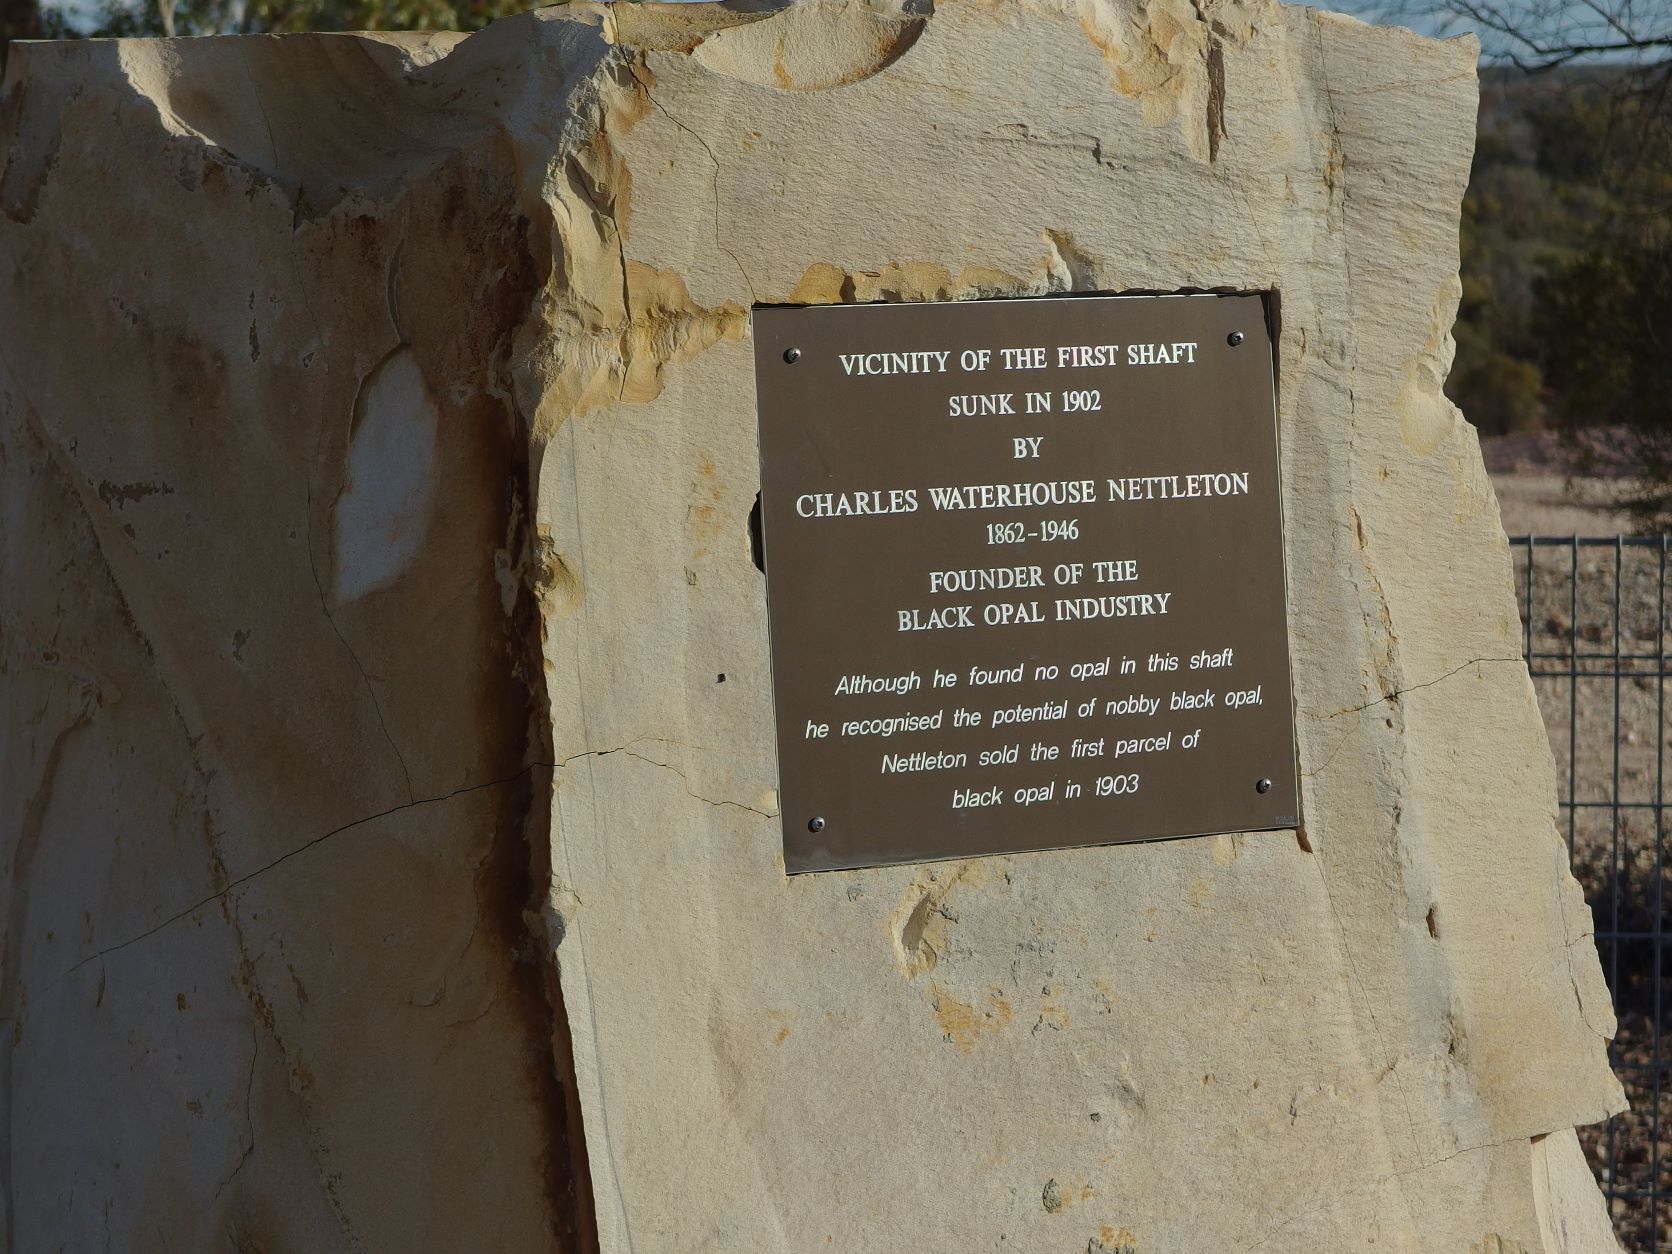 VICINITY OF THE FIRST SHAFT
SUNK IN 1902
BY
CHARLES WATERHOUSE NETTLETON
1862-1946
FOUNDER OF THE
BLACK OPAL INDUSTRY
Although he found no opal in this shaft
he recognised the potential of nobby black opal,
Nettleton sold the first parcel of
black opal in 1903